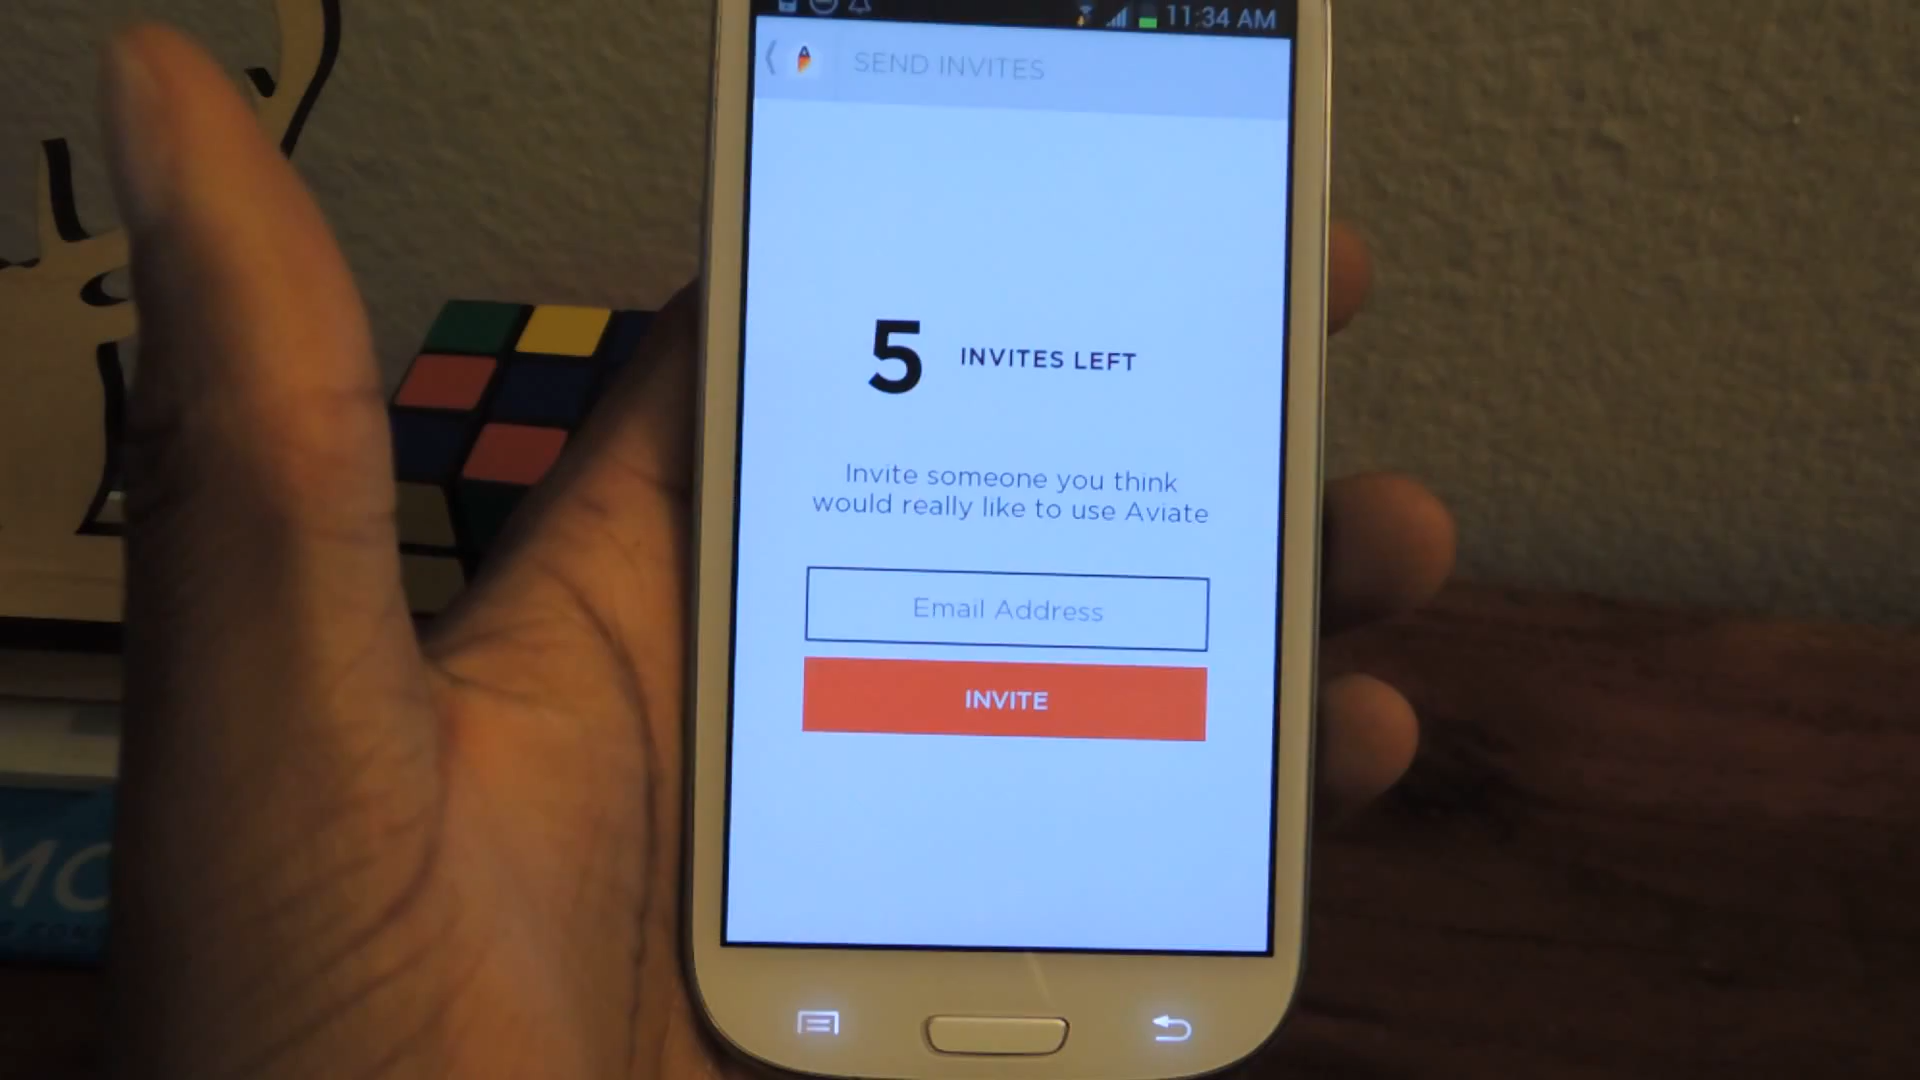 11:34 AM
SEND INVITES
5 INVITES LEFT
Invite someone you think
would really like to use Aviate
Email Address
INVITE
MO